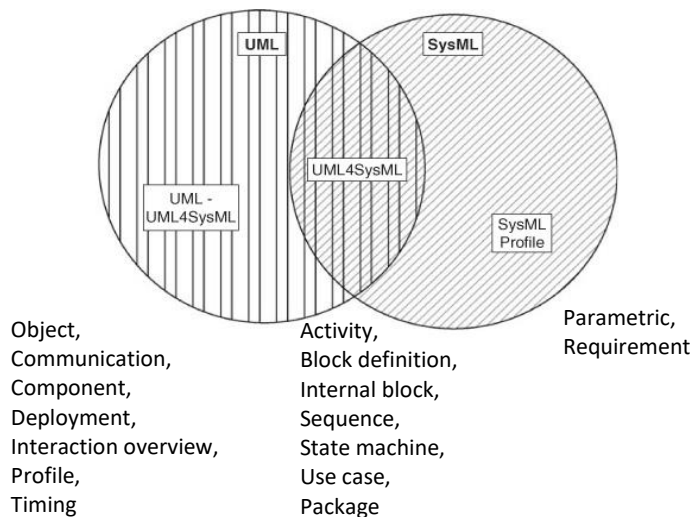 UML
SysML
UML -
UML4SysML
UML4SysML
SysML
Profile
Object,
Communication,
Component,
Deployment,
Interaction overview,
Profile,
Timing
Activity,
Block definition,
Internal block,
Sequence,
State machine,
Use case,
Package
Parametric,
Requirement